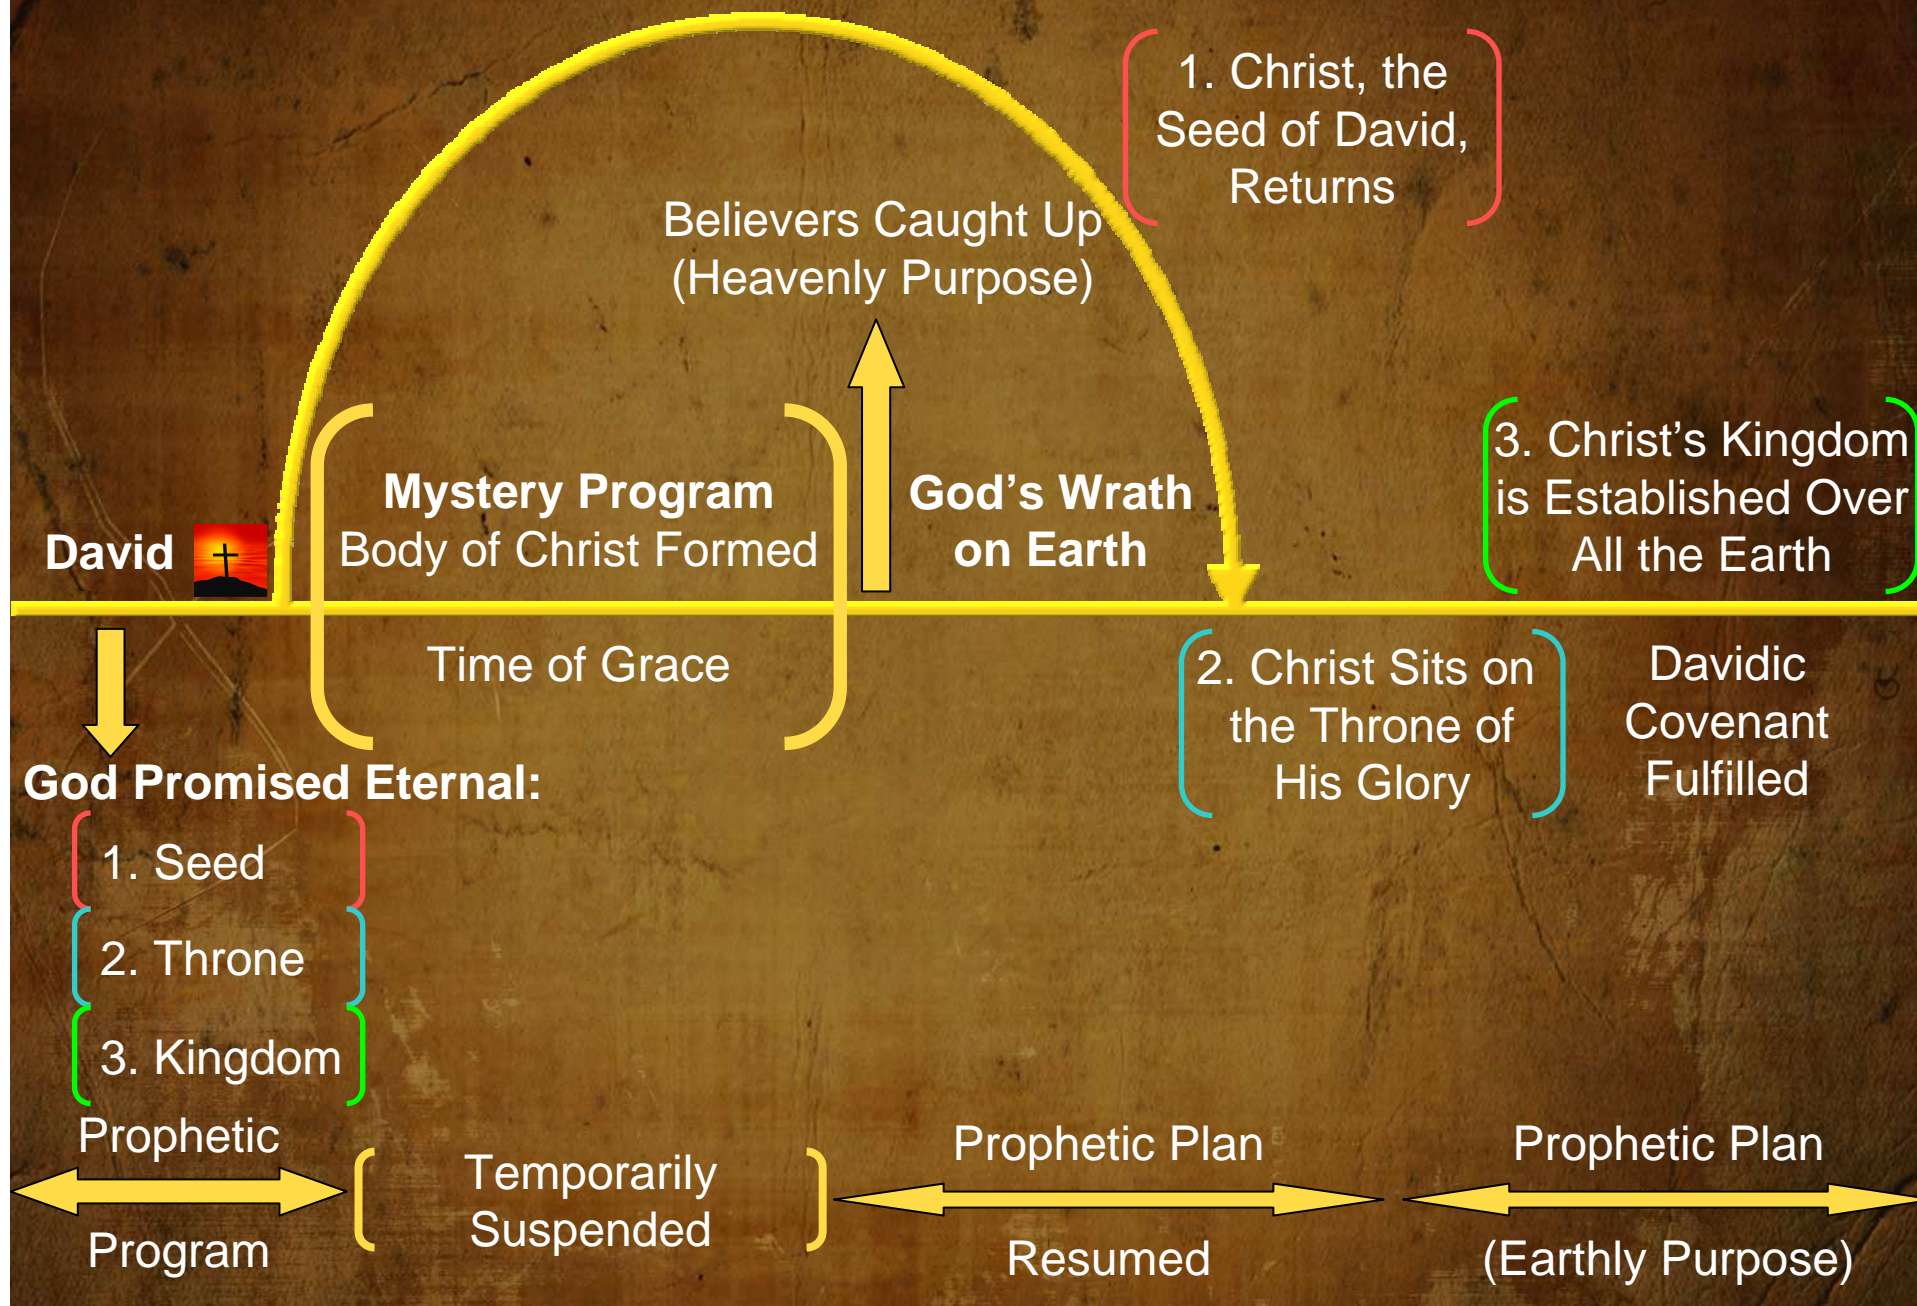 1. Christ, the
Seed of David,
Returns
Believers Caught Up
(Heavenly Purpose)
Mystery Program
Body of Christ Formed
God’s Wrath
on Earth
3. Christ’s Kingdom
is Established Over
All the Earth
David
Time of Grace
2. Christ Sits on
the Throne of
His Glory
Davidic
Covenant
Fulfilled
God Promised Eternal:
1. Seed
2. Throne
3. Kingdom
Prophetic
Program
Temporarily
Suspended
Prophetic Plan
Resumed
Prophetic Plan
(Earthly Purpose)